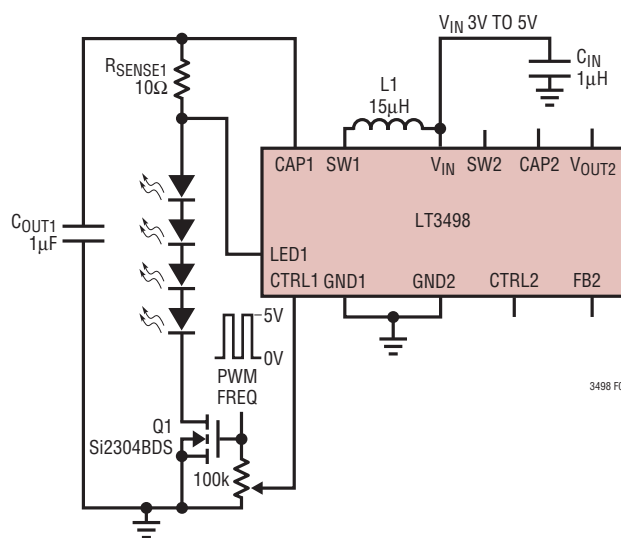 V_IN 3V TO 5V
C_IN
1µH
R_SENSE1
10Ω
L1
15µH
CAP1 SW1 V_IN SW2 CAP2 V_OUT2
LT3498
C_OUT1
1µF
LED1
CTRL1 GND1 GND2 CTRL2 FB2
5V
0V
PWM
FREQ
3498 F0
Q1
Si2304BDS
100k